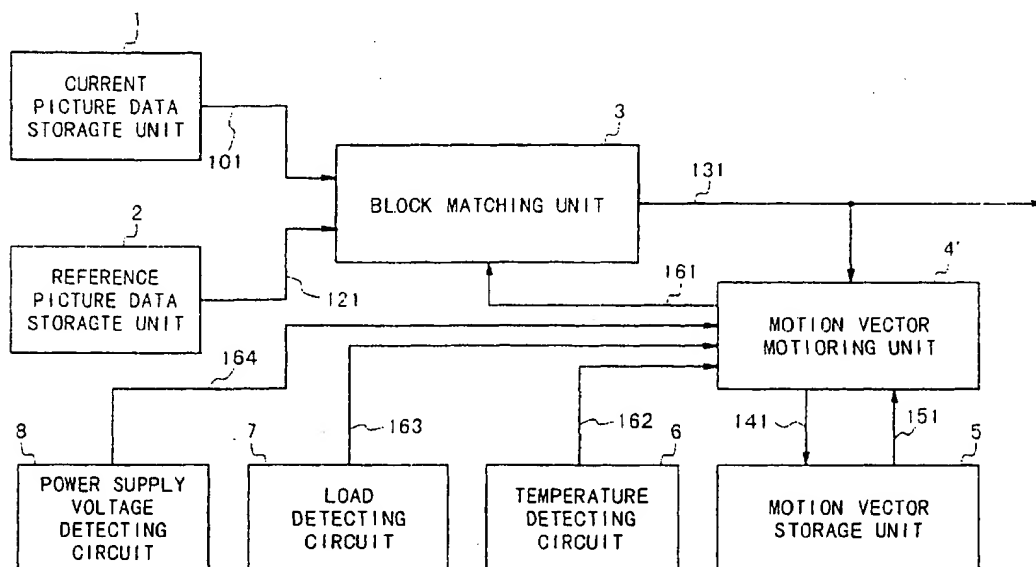 1
CURRENT
PICTURE DATA
STORAGTE UNIT
101
2
REFERENCE
PICTURE DATA
STORAGTE UNIT
121
3
BLOCK MATCHING UNIT
131
161
4'
MOTION VECTOR
MOTIORING UNIT
164
163
162
141
151
8
POWER SUPPLY
VOLTAGE
DETECTING
CIRCUIT
7
LOAD
DETECTING
CIRCUIT
6
TEMPERATURE
DETECTING
CIRCUIT
5
MOTION VECTOR
STORAGE UNIT